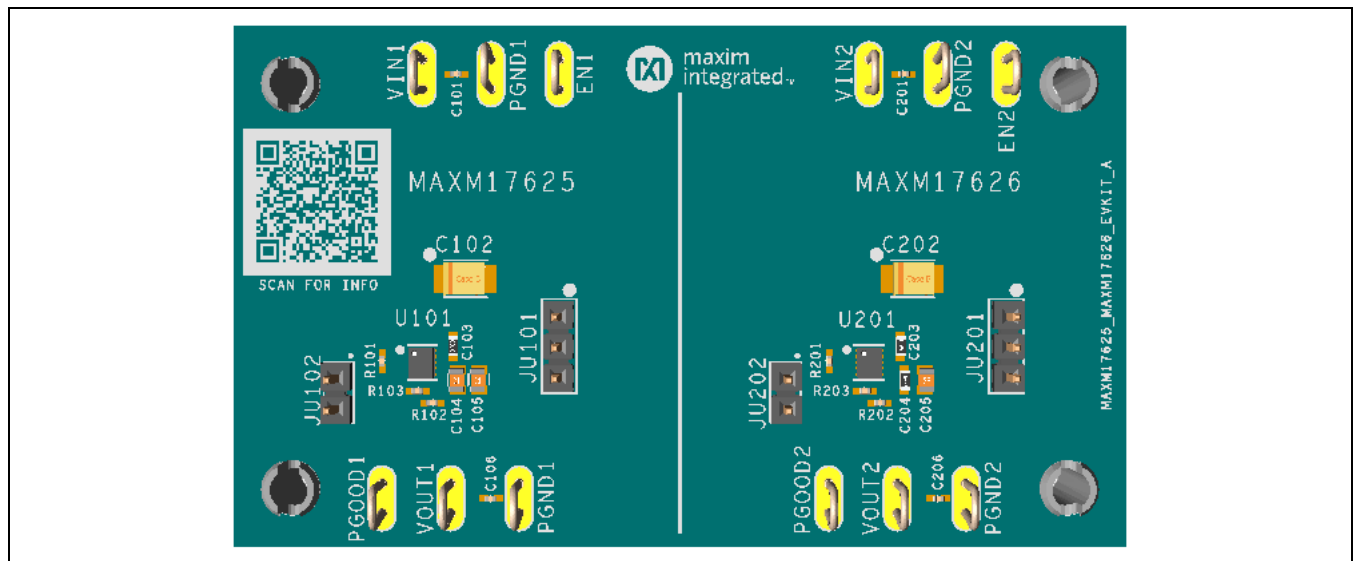 VIN1
C101
PGND1
EN1
maxim
integrated
VIN2
C201
PGND2
EN2
SCAN FOR INFO
MAXM17625
MAXM17626
MAXM17625_MAXM17626_EVKIT_A
C102
C202
U101
C103
JU101
R101
JU102
R103
R102
C104
C105
U201
C203
JU201
R201
JU202
R203
R202
C204
C205
PGOOD1
VOUT1
C106
PGND1
PGOOD2
VOUT2
C206
PGND2